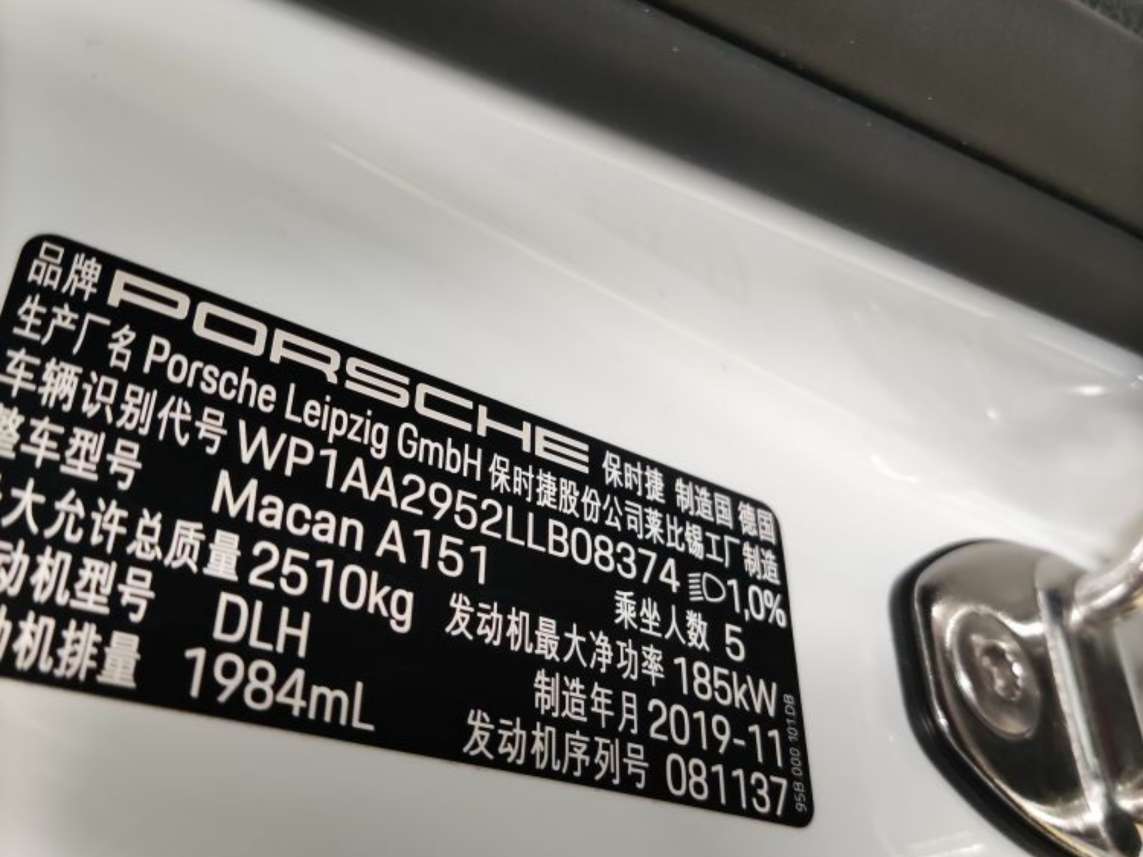 品牌 PORSCHE 保时捷 制造国 德国
生产厂名 Porsche Leipzig GmbH 保时捷股份公司莱比锡工厂制造
车辆识别代号 WP1AA2952LLB08374 1,0%
整车型号 Macan A151 乘坐人数 5
大允许总质量 2510kg 发动机最大净功率 185kW
动机型号 DLH 制造年月 2019-11
动机排量 1984mL 发动机序列号 081137
95B 000 101.DB